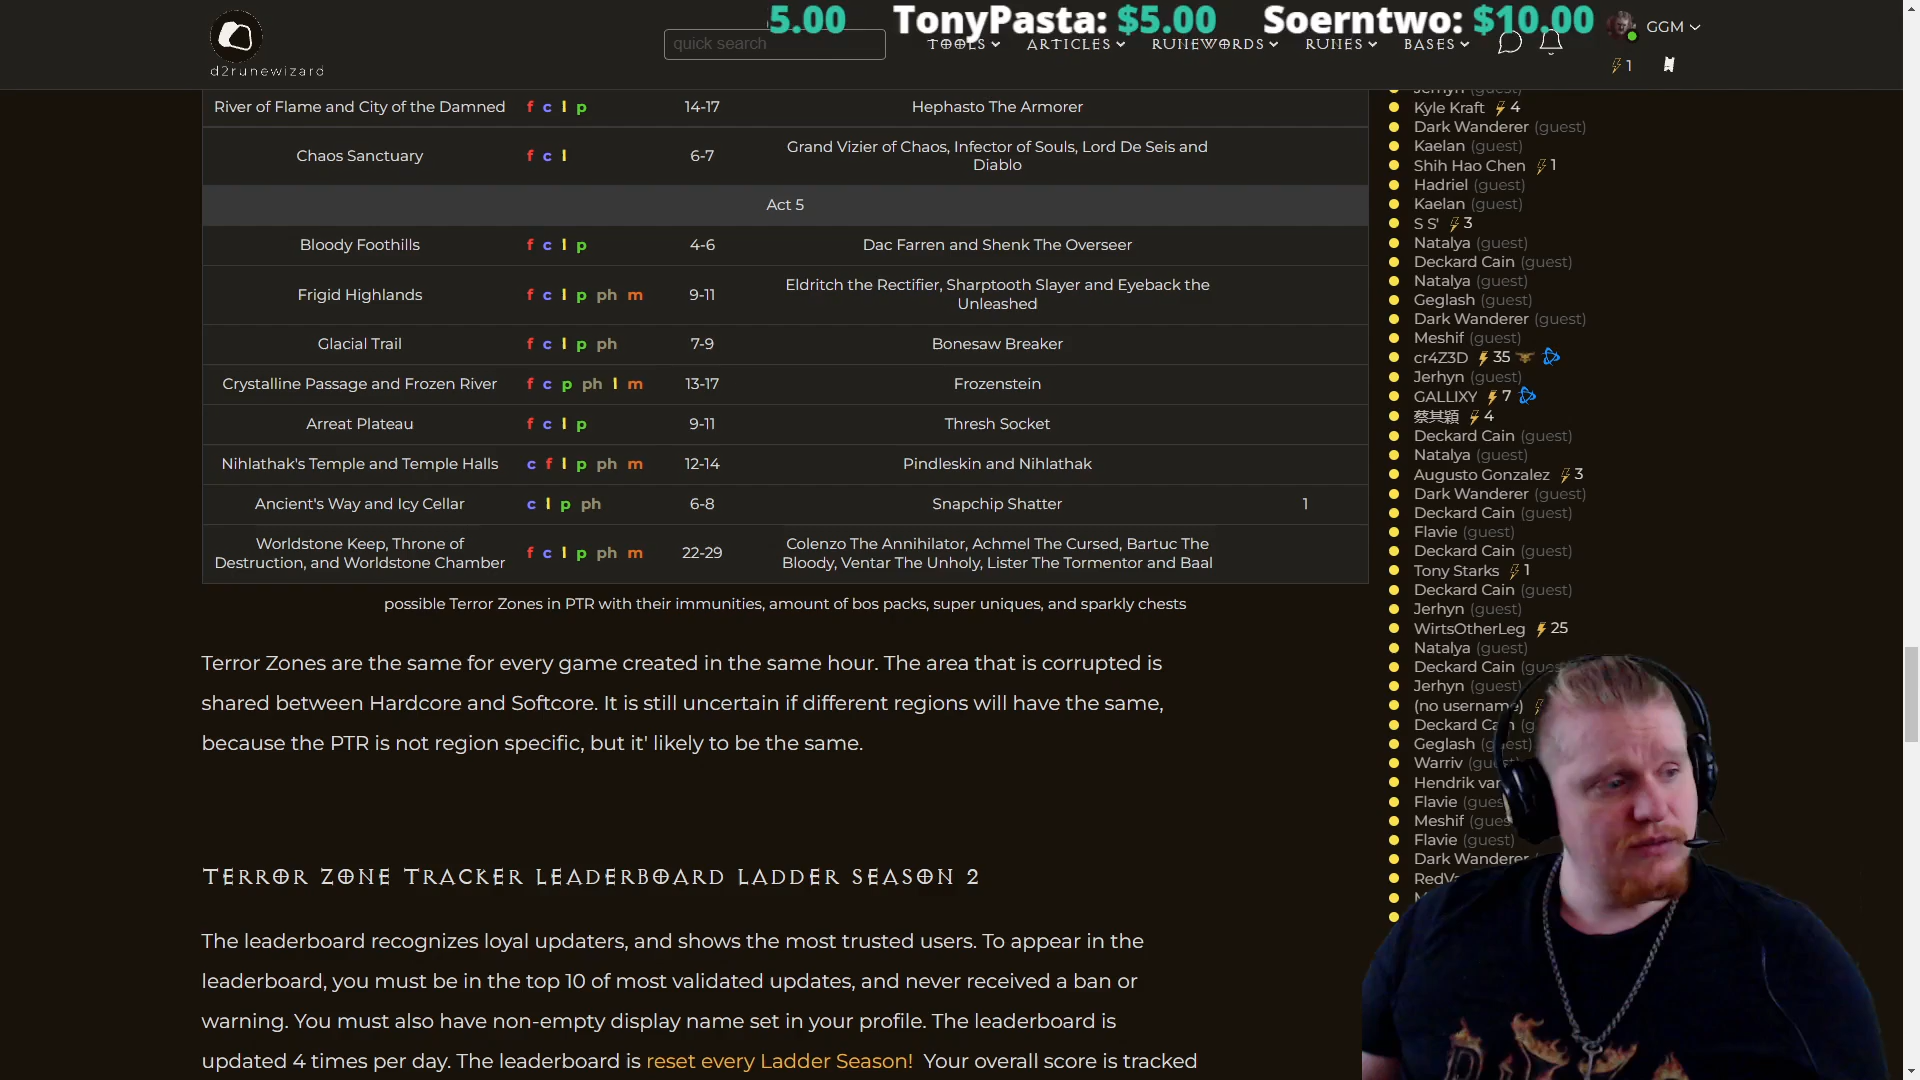 5.00 TonyPasta: $5.00 Soerntwo: $10.00
d2runewizard
quick search
TOOLS ARTICLES RUNEWORDS RUNES BASES
GGM
1
River of Flame and City of the Damned f c l p 14-17 Hephasto The Armorer
Chaos Sanctuary f c l 6-7 Grand Vizier of Chaos, Infector of Souls, Lord De Seis and
Diablo
Act 5
Bloody Foothills f c l p 4-6 Dac Farren and Shenk The Overseer
Frigid Highlands f c l p ph m 9-11 Eldritch the Rectifier, Sharptooth Slayer and Eyeback the
Unleashed
Glacial Trail f c l p ph 7-9 Bonesaw Breaker
Crystalline Passage and Frozen River f c p ph l m 13-17 Frozenstein
Arreat Plateau f c l p 9-11 Thresh Socket
Nihlathak's Temple and Temple Halls c f l p ph m 12-14 Pindleskin and Nihlathak
Ancient's Way and Icy Cellar c l p ph 6-8 Snapchip Shatter 1
Worldstone Keep, Throne of
Destruction, and Worldstone Chamber f c l p ph m 22-29 Colenzo The Annihilator, Achmel The Cursed, Bartuc The
Bloody, Ventar The Unholy, Lister The Tormentor and Baal
possible Terror Zones in PTR with their immunities, amount of bos packs, super uniques, and sparkly chests
Terror Zones are the same for every game created in the same hour. The area that is corrupted is
shared between Hardcore and Softcore. It is still uncertain if different regions will have the same,
because the PTR is not region specific, but it' likely to be the same.
TERROR ZONE TRACKER LEADERBOARD LADDER SEASON 2
The leaderboard recognizes loyal updaters, and shows the most trusted users. To appear in the
leaderboard, you must be in the top 10 of most validated updates, and never received a ban or
warning. You must also have non-empty display name set in your profile. The leaderboard is
updated 4 times per day. The leaderboard is reset every Ladder Season! Your overall score is tracked
Jerhyn (guest)
Kyle Kraft 4
Dark Wanderer (guest)
Kaelan (guest)
Shih Hao Chen 1
Hadriel (guest)
Kaelan (guest)
S S' 3
Natalya (guest)
Deckard Cain (guest)
Natalya (guest)
Geglash (guest)
Dark Wanderer (guest)
Meshif (guest)
cr4Z3D 35
Jerhyn (guest)
GALLIXY 7
蔡其穎 4
Deckard Cain (guest)
Natalya (guest)
Augusto Gonzalez 3
Dark Wanderer (guest)
Deckard Cain (guest)
Flavie (guest)
Deckard Cain (guest)
Tony Starks 1
Deckard Cain (guest)
Jerhyn (guest)
WirtsOtherLeg 25
Natalya (guest)
Deckard Cain
Jerhyn (guest)
(no username)
Deckard Cain
Geglash (guest)
Warriv
Hendrik van
Flavie
Meshif
Flavie
Dark Wanderer